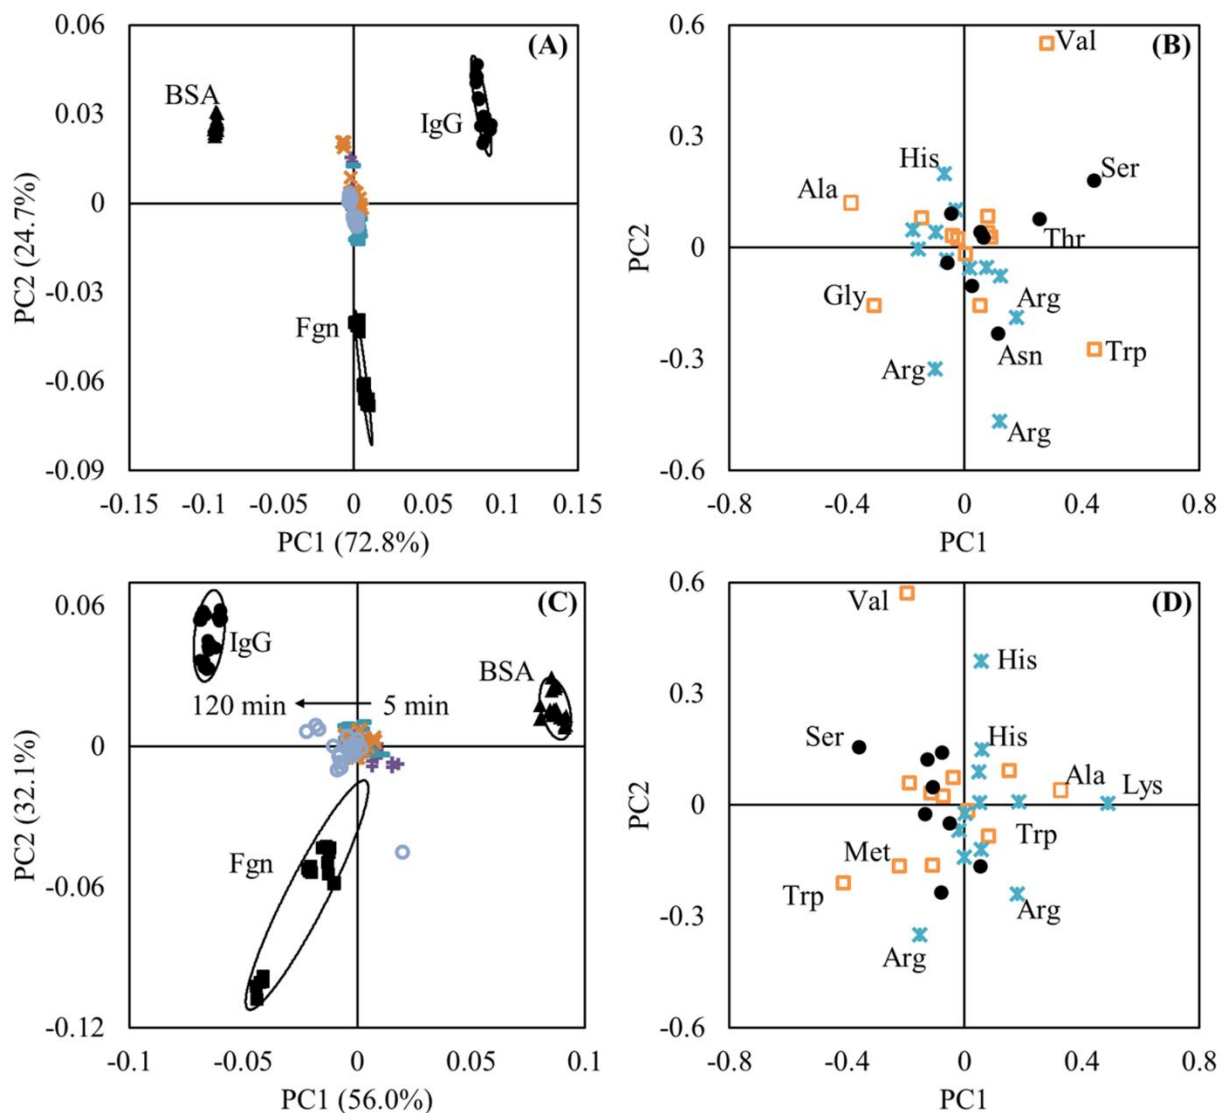 0.06
(A)
BSA
0.03
IgG
0
PC2 (24.7%)
-0.03
Fgn
-0.06
-0.09
-0.15 -0.1 -0.05 0 0.05 0.1 0.15
PC1 (72.8%)
0.6
Val
(B)
0.3
His
Ser
Ala
Thr
0
PC2
Gly
Arg
Asn
Trp
-0.3
Arg
Arg
-0.6
-0.8 -0.4 0 0.4 0.8
PC1
(C)
0.06
IgG
BSA
120 min 5 min
0
PC2 (32.1%)
Fgn
-0.06
-0.12
-0.1 -0.05 0 0.05 0.1
PC1 (56.0%)
0.6
Val
(D)
His
0.3
Ser
His
Ala Lys
0
PC2
Met
Trp
Trp
-0.3
Arg
Arg
-0.6
-0.8 -0.4 0 0.4 0.8
PC1